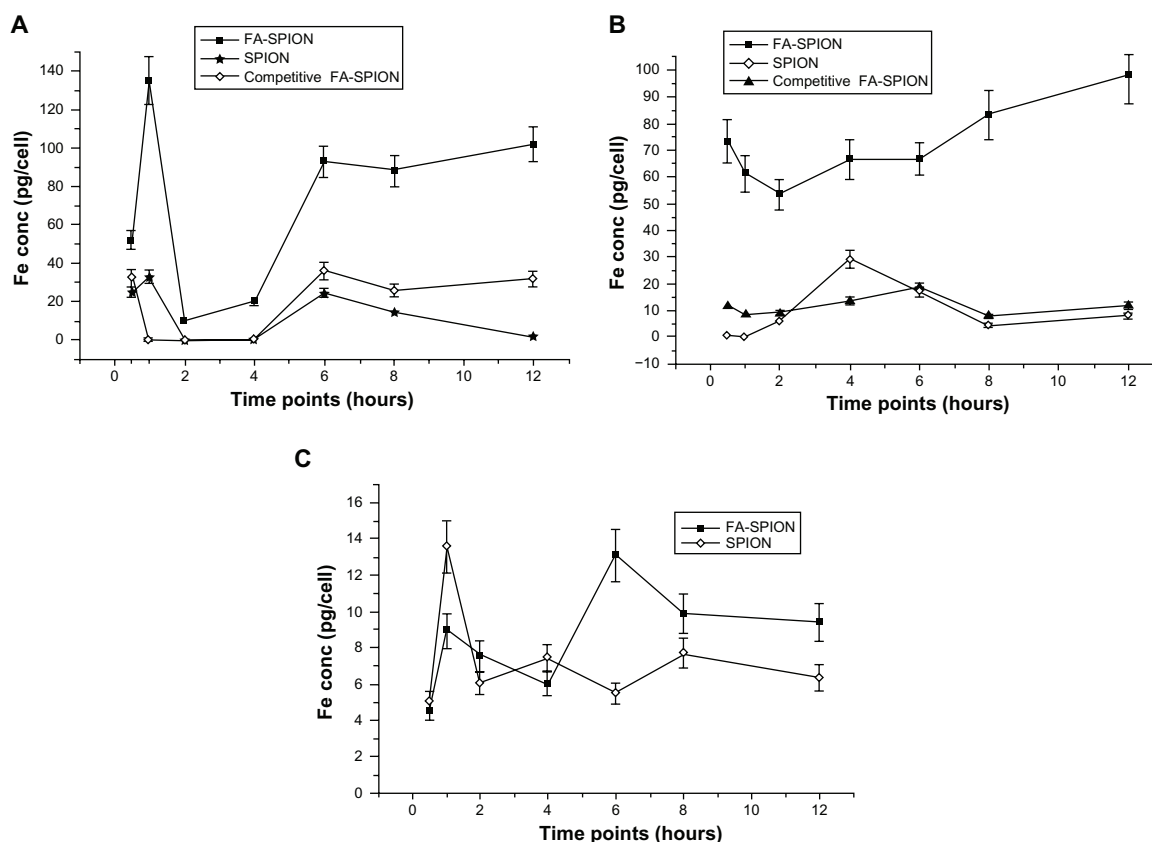 A
FA-SPION
SPION
Competitive FA-SPION
Fe conc (pg/cell)
140
120
100
80
60
40
20
0
0 2 4 6 8 10 12
Time points (hours)
B
FA-SPION
SPION
Competitive FA-SPION
Fe conc (pg/cell)
100
90
80
70
60
50
40
30
20
10
0
−10
0 2 4 6 8 10 12
Time points (hours)
C
FA-SPION
SPION
Fe conc (pg/cell)
16
14
12
10
8
6
4
2
0
0 2 4 6 8 10 12
Time points (hours)